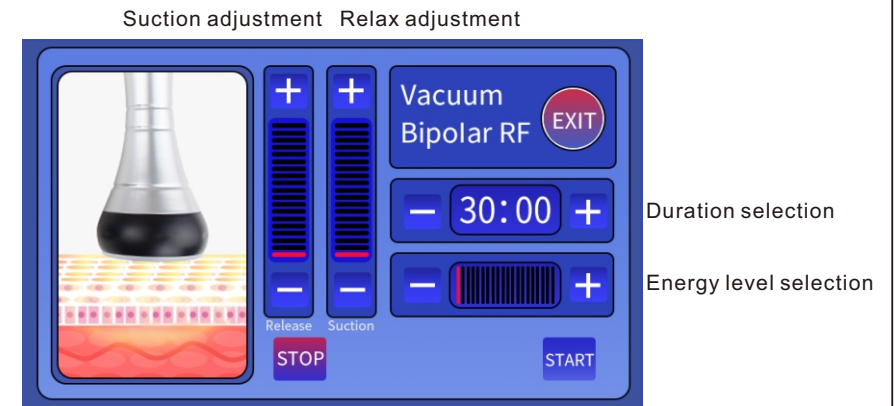 Suction adjustment Relax adjustment
Vacuum
Bipolar RF
EXIT
30:00
Duration selection
Energy level selection
Release Suction
STOP
START